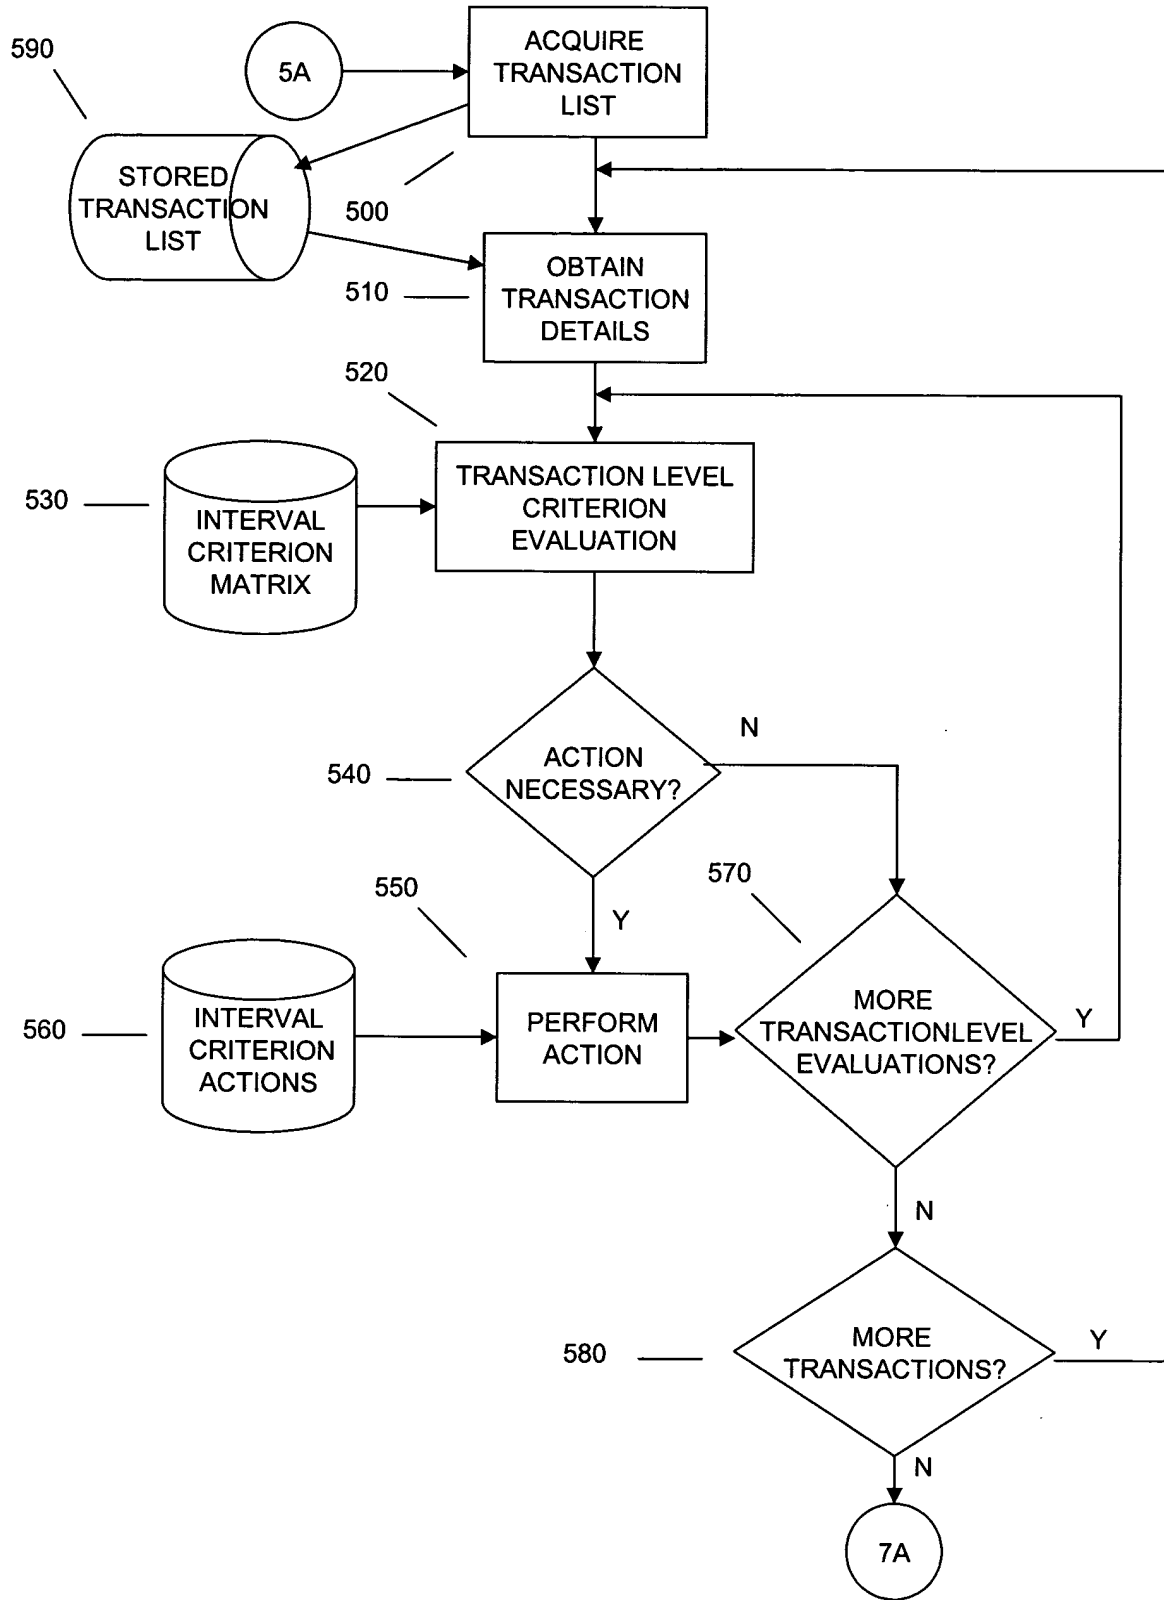 590
5A
ACQUIRE
TRANSACTION
LIST
STORED
TRANSACTION
LIST
500
510
OBTAIN
TRANSACTION
DETAILS
520
530
INTERVAL
CRITERION
MATRIX
TRANSACTION LEVEL
CRITERION
EVALUATION
540
ACTION
NECESSARY?
N
Y
550
570
560
INTERVAL
CRITERION
ACTIONS
PERFORM
ACTION
MORE
TRANSACTIONLEVEL
EVALUATIONS?
Y
N
580
MORE
TRANSACTIONS?
Y
N
7A